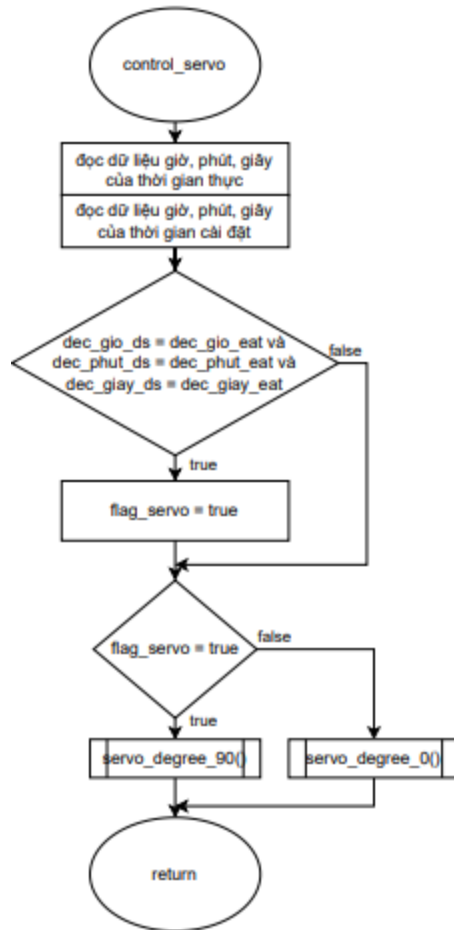 control_servo
đọc dữ liệu giờ, phút, giây
của thời gian thực
đọc dữ liệu giờ, phút, giây
của thời gian cài đặt
dec_gio_ds = dec_gio_eat và
dec_phut_ds = dec_phut_eat và
dec_giay_ds = dec_giay_eat
false
true
flag_servo = true
flag_servo = true
false
true
servo_degree_90()
servo_degree_0()
return